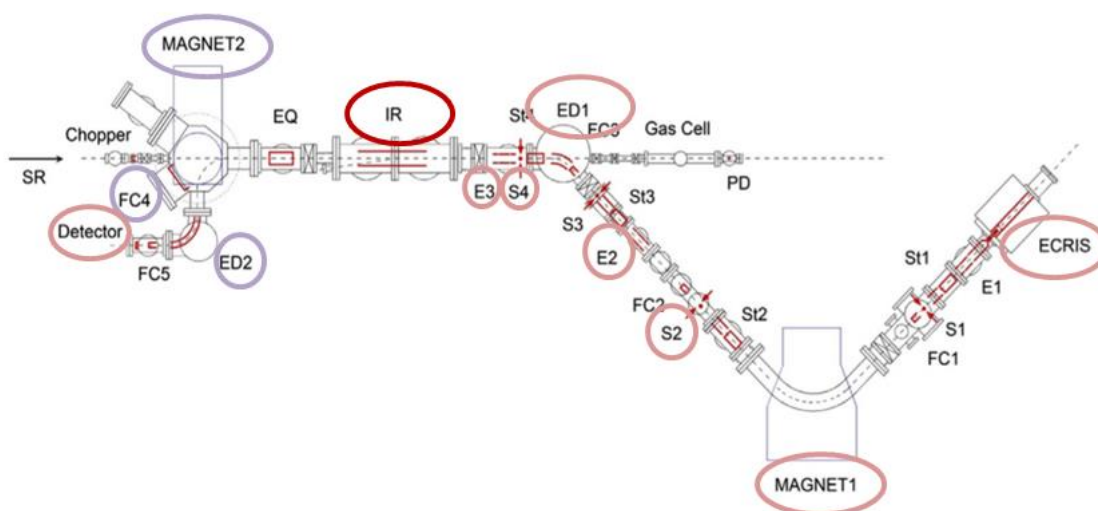 MAGNET2
EQ
IR
St4
ED1
FC3
Gas Cell
Chopper
SR
FC4
E3
S4
St3
S3
PD
Detector
FC5
ED2
E2
FC2
S2
St2
ECRIS
St1
E1
S1
FC1
MAGNET1